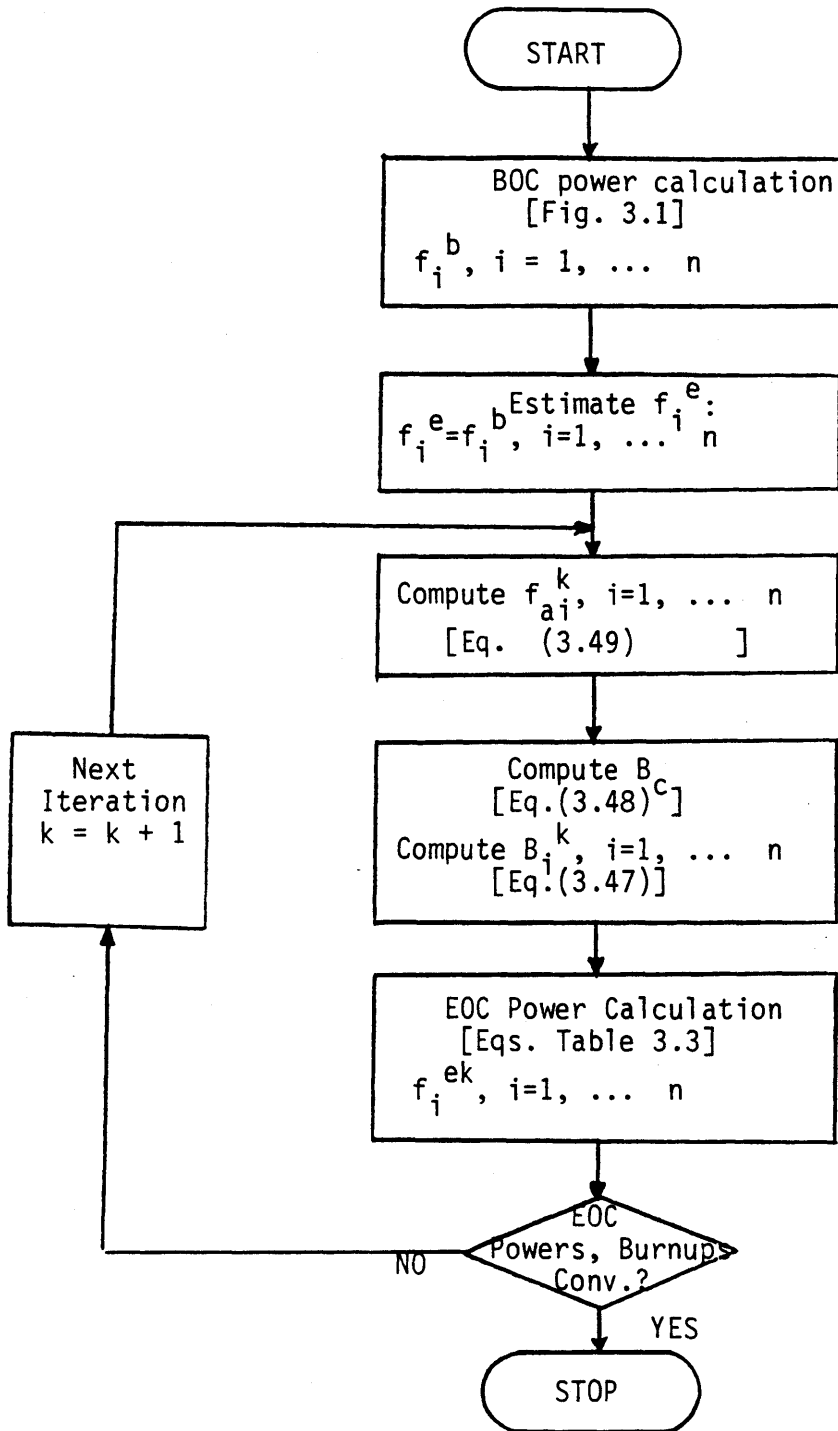 START
BOC power calculation
[Fig. 3.1]
f_i^b, i = 1, ... n
Estimate f_i^e:
f_i^e=f_i^b, i=1, ... n
Compute f_ai^k, i=1, ... n
[Eq. (3.49) ]
Next
Iteration
k = k + 1
Compute B_c
[Eq.(3.48)]
Compute B_i^k, i=1, ... n
[Eq.(3.47)]
EOC Power Calculation
[Eqs. Table 3.3]
f_i^ek, i=1, ... n
EOC
Powers, Burnups
Conv.?
NO
YES
STOP